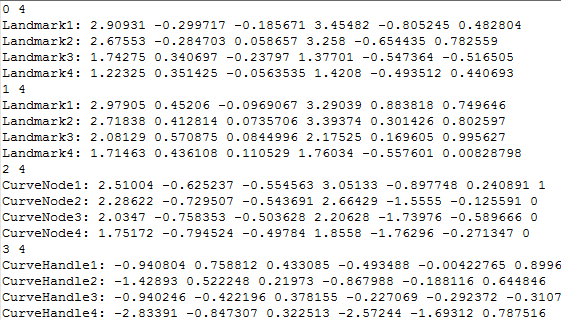 0 4
Landmark1: 2.90931 -0.299717 -0.185671 3.45482 -0.805245 0.482804
Landmark2: 2.67553 -0.284703 0.058657 3.258 -0.654435 0.782559
Landmark3: 1.74275 0.340697 -0.23797 1.37701 -0.547364 -0.516505
Landmark4: 1.22325 0.351425 -0.0563535 1.4208 -0.493512 0.440693
1 4
Landmark1: 2.97905 0.45206 -0.0969067 3.29039 0.883818 0.749646
Landmark2: 2.71838 0.412814 0.0735706 3.39374 0.301426 0.802597
Landmark3: 2.08129 0.570875 0.0844996 2.17525 0.169605 0.995627
Landmark4: 1.71463 0.436108 0.110529 1.76034 -0.557601 0.00828798
2 4
CurveNode1: 2.51004 -0.625237 -0.554563 3.05133 -0.897748 0.240891 1
CurveNode2: 2.28622 -0.729507 -0.543691 2.66429 -1.5555 -0.125591 0
CurveNode3: 2.0347 -0.758353 -0.503628 2.20628 -1.73976 -0.589666 0
CurveNode4: 1.75172 -0.794524 -0.49784 1.8558 -1.76296 -0.271347 0
3 4
CurveHandle1: -0.940804 0.758812 0.433085 -0.493488 -0.00422765 0.8996
CurveHandle2: -1.42893 0.522248 0.21973 -0.867988 -0.188116 0.644846
CurveHandle3: -0.940246 -0.422196 0.378155 -0.227069 -0.292372 -0.3107
CurveHandle4: -2.83391 -0.847307 0.322513 -2.57244 -1.69312 0.787516